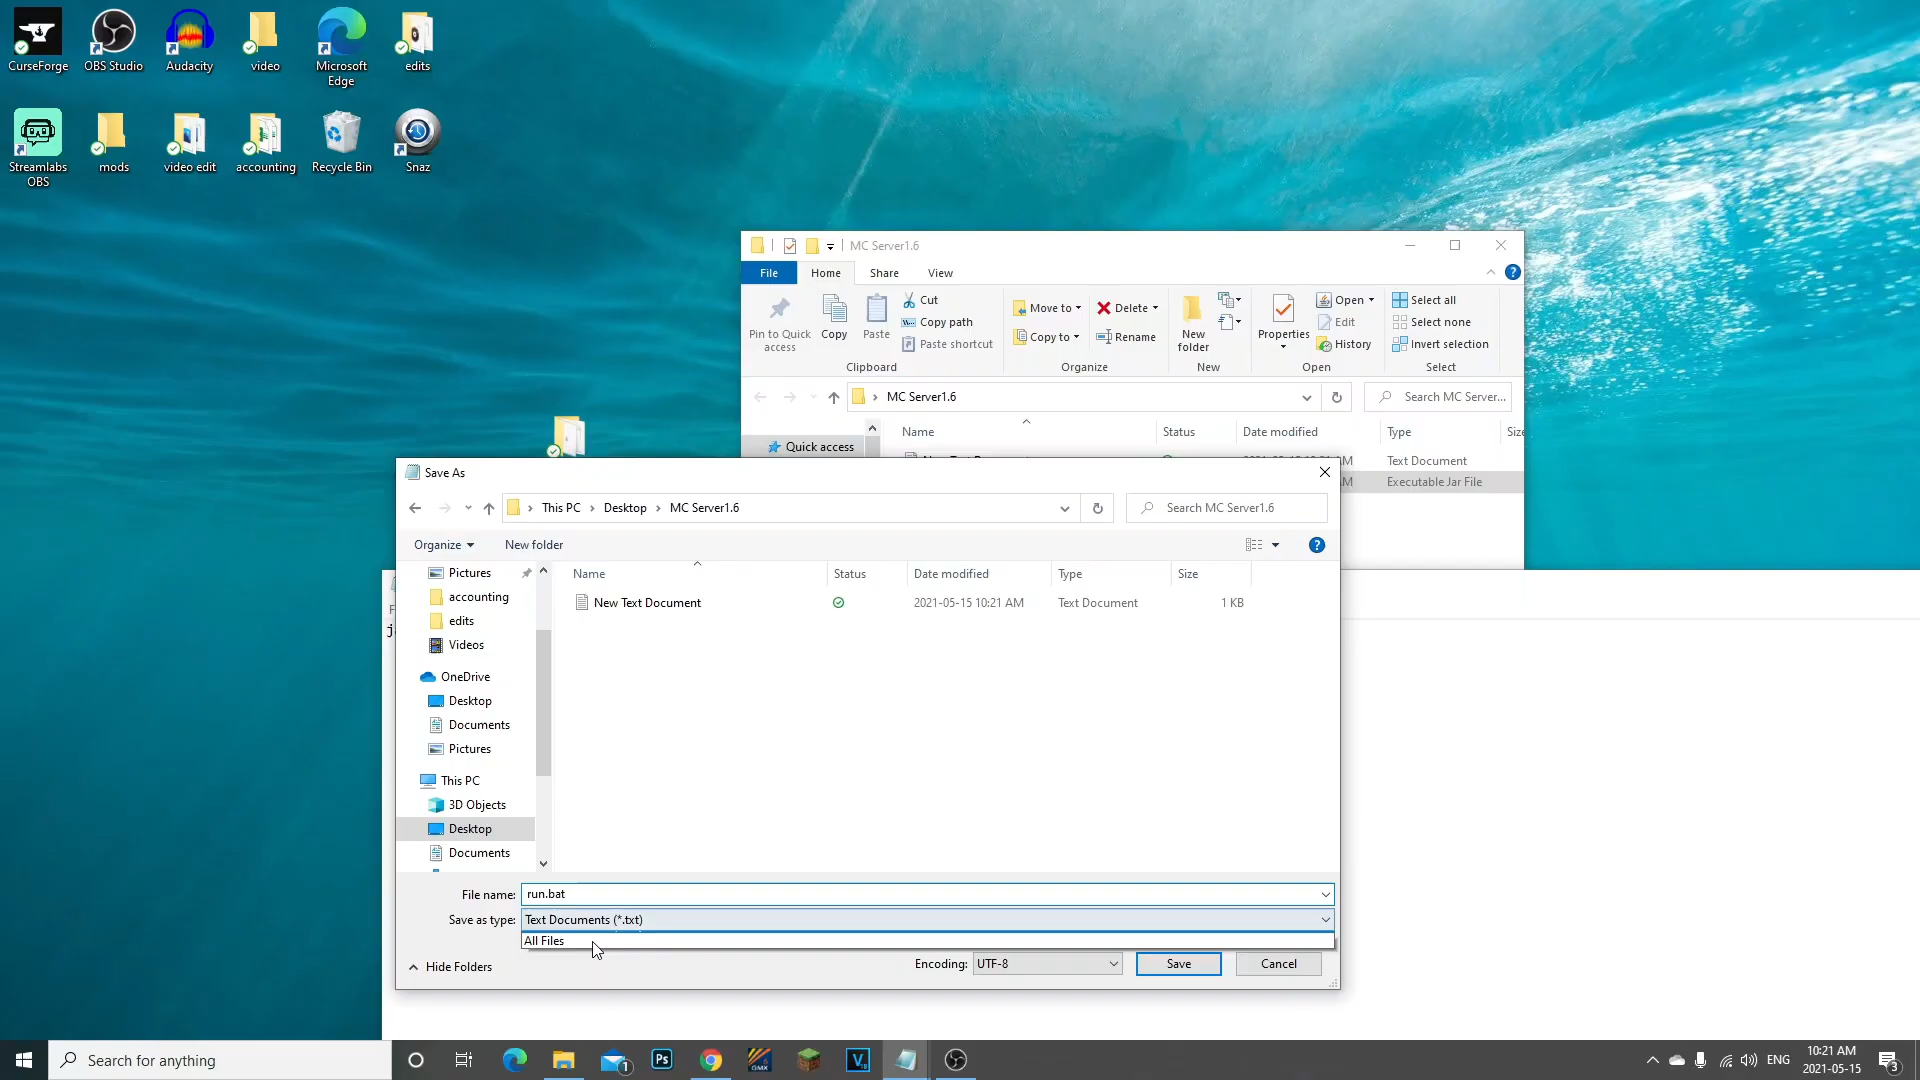 CurseForge
OBS Studio
Audacity
video
Microsoft
Edge
edits
Streamlabs
OBS
mods
video edit
accounting
Recycle Bin
Snaz
MC Server1.6
File
Home
Share
View
Pin to Quick
access
Copy
Paste
Cut
Copy path
Paste shortcut
Move to
Copy to
Delete
Rename
New
folder
Properties
Open
Edit
History
Select all
Select none
Invert selection
Clipboard
Organize
New
Open
Select
MC Server1.6
Search MC Server...
Name
Status
Date modified
Type
Size
Quick access
Text Document
Executable Jar File
Save As
This PC
Desktop
MC Server1.6
Search MC Server1.6
Organize
New folder
Pictures
accounting
edits
Videos
OneDrive
Desktop
Documents
Pictures
This PC
3D Objects
Desktop
Documents
Name
Status
Date modified
Type
Size
New Text Document
2021-05-15 10:21 AM
Text Document
1 KB
File name:
run.bat
Save as type:
Text Documents (*.txt)
All Files
Hide Folders
Encoding:
UTF-8
Save
Cancel
Search for anything
1
Ps
GMX
V
ENG
10:21 AM
2021-05-15
3